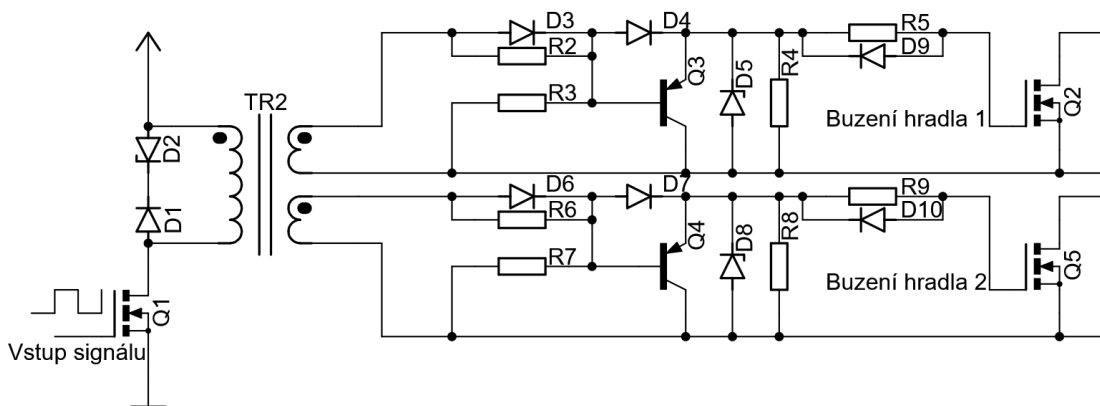 D3
D4
R5
R2
D9
Q3
D5
R4
TR2
R3
Buzení hradla 1
Q2
D2
D6
D7
R9
D1
R6
D10
Q4
D8
R8
R7
Buzení hradla 2
Q5
Q1
Vstup signálu